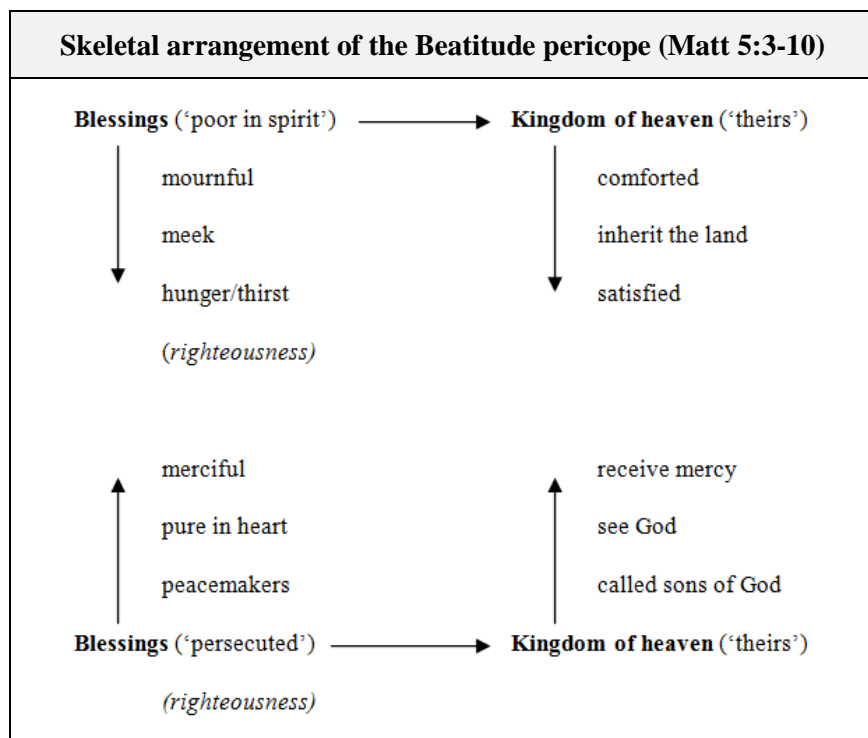 Skeletal arrangement of the Beatitude pericope (Matt 5:3-10)
Blessings (‘poor in spirit’) Kingdom of heaven (‘theirs’)
mournful comforted
meek inherit the land
hunger/thirst satisfied
(righteousness)
merciful receive mercy
pure in heart see God
peacemakers called sons of God
Blessings (‘persecuted’) Kingdom of heaven (‘theirs’)
(righteousness)